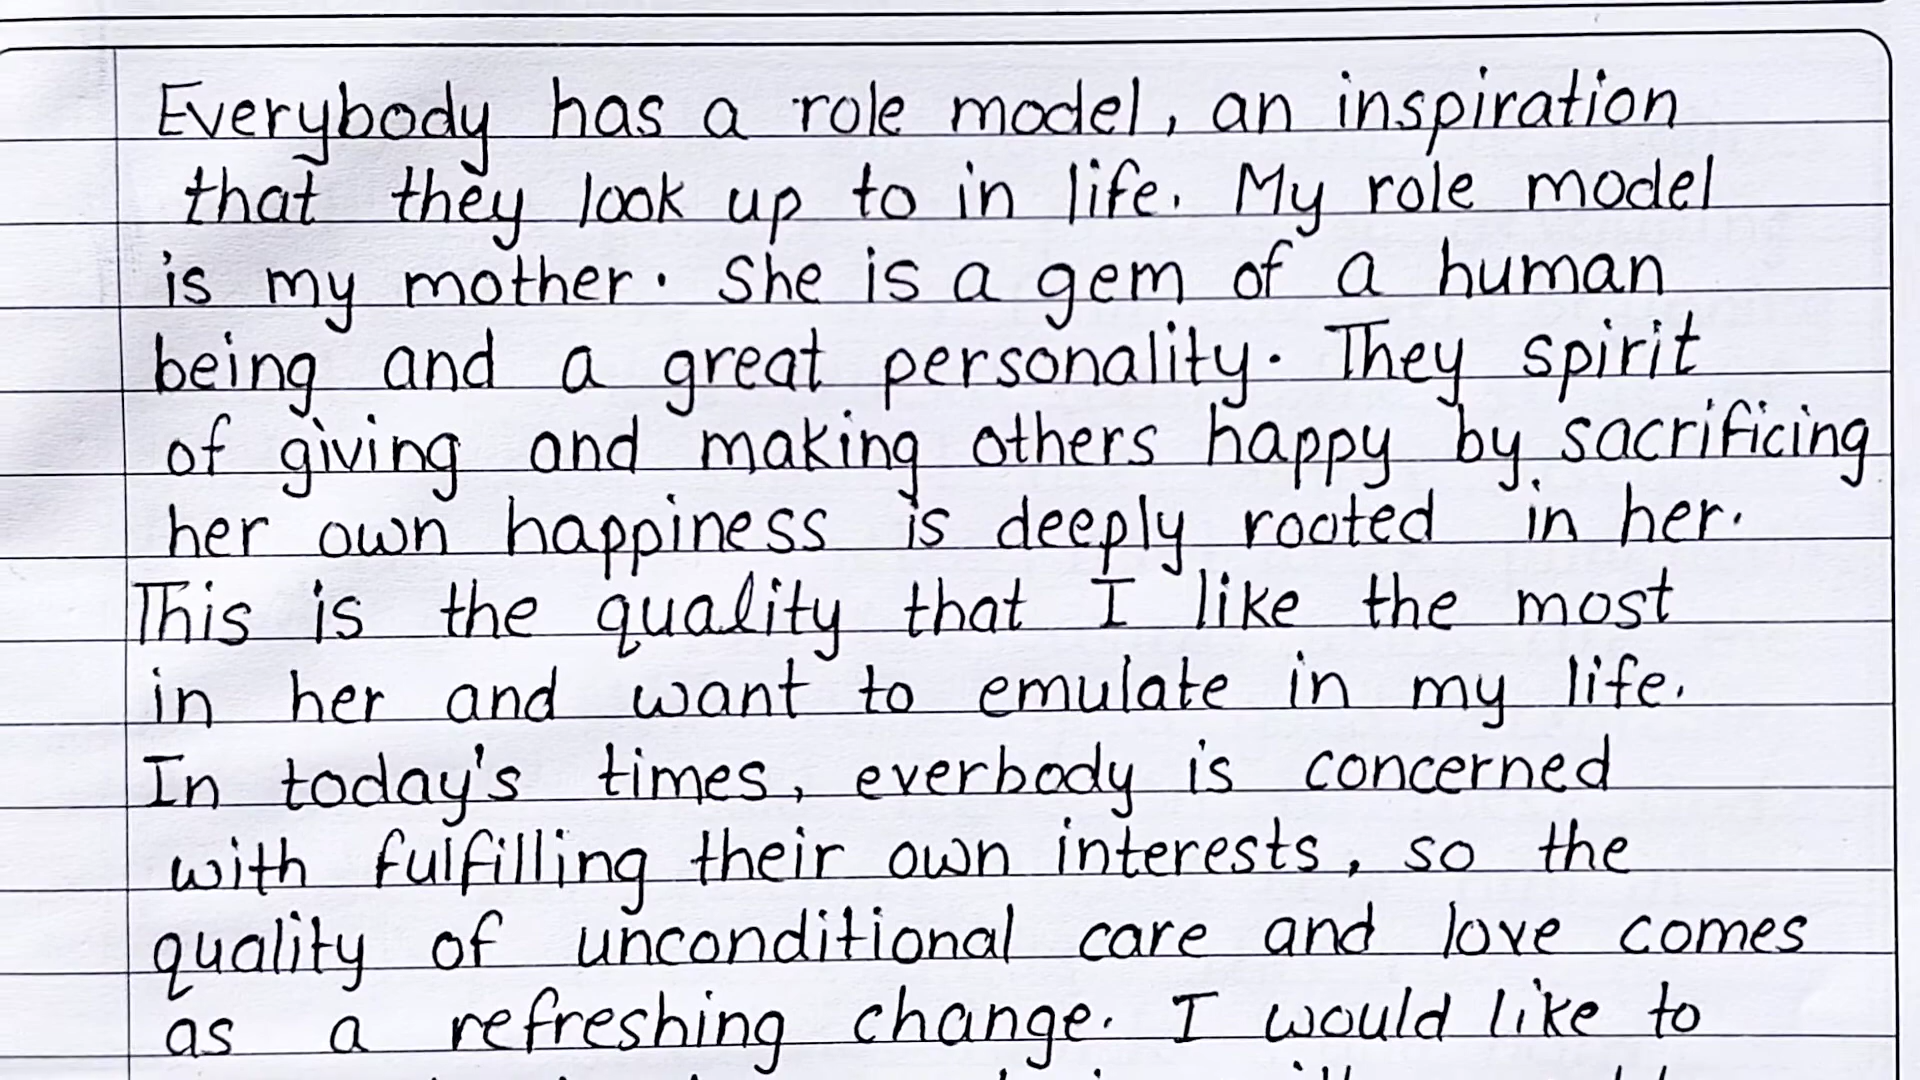 Everybody has a role model, an inspiration
that they look up to in life. My role model
is my mother. She is a gem of a human
being and a great personality. They spirit
of giving and making others happy by sacrificing
her own happiness is deeply rooted in her.
This is the quality that I like the most
in her and want to emulate in my life.
In today's times, everbody is concerned
with fulfilling their own interests, so the
quality of unconditional care and love comes
as a refreshing change. I would like to